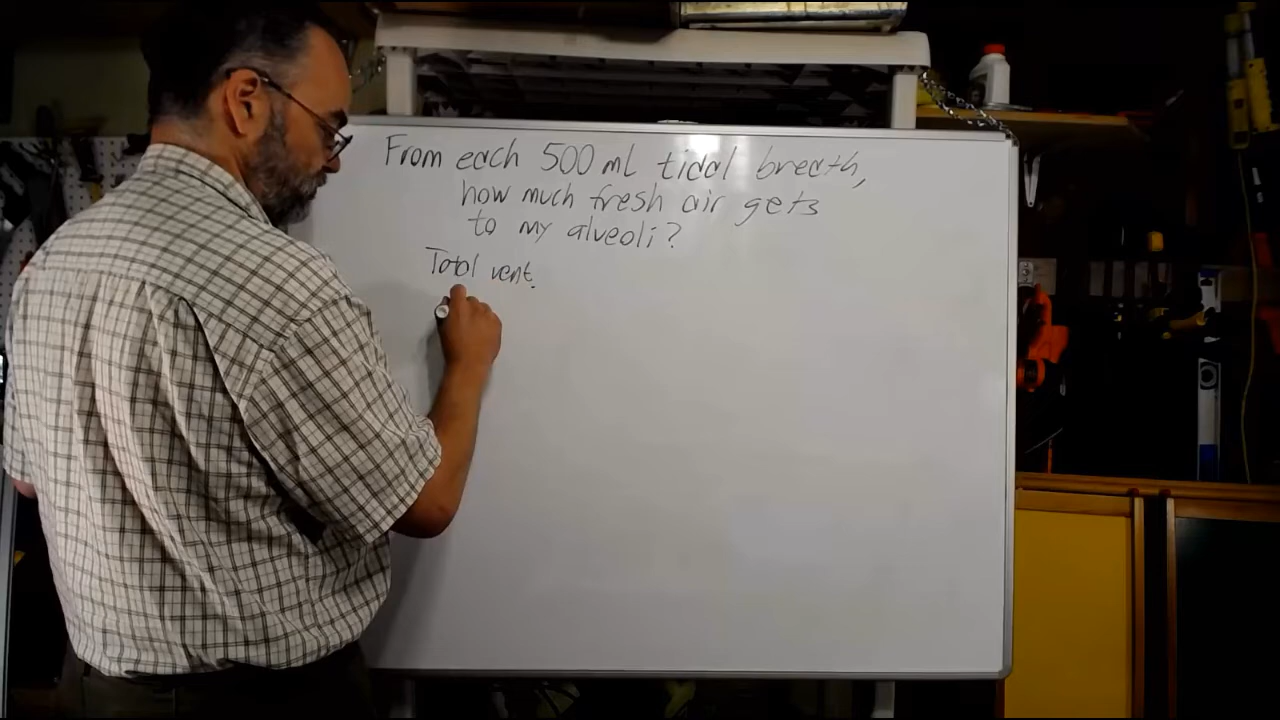 From each 500 mL tidal breath,
how much fresh air gets
to my alveoli?
Total vent.